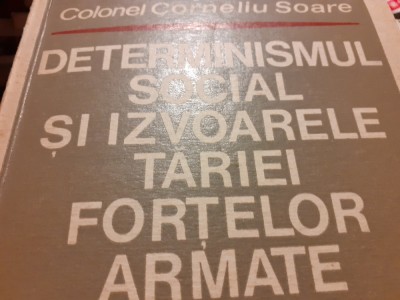 Colonel Corneliu Soare
DETERMINISMUL
SOCIAL
ȘI IZVOARELE
TĂRIEI
FORȚELOR
ARMATE